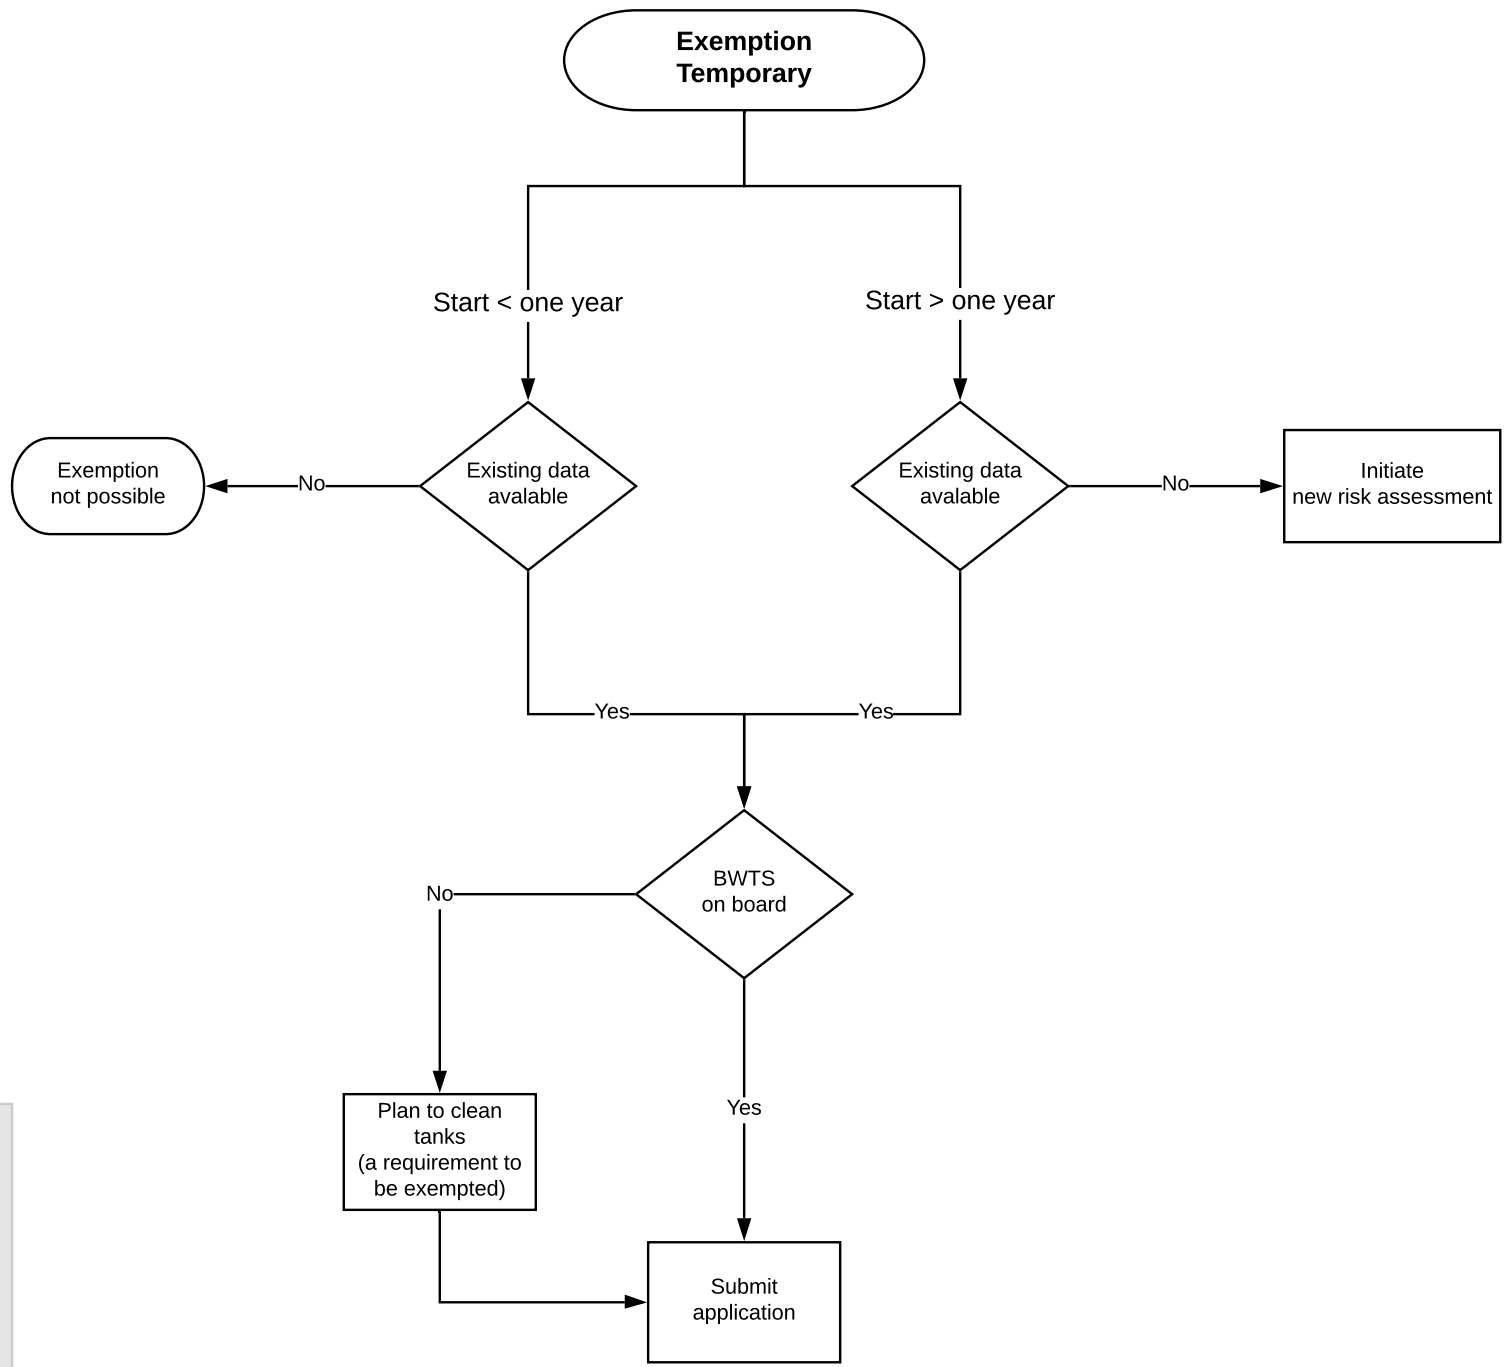 Exemption
Temporary
Start < one year
Start > one year
Exemption
not possible
No
Existing data
avalable
Existing data
avalable
No
Initiate
new risk assessment
Yes
Yes
BWTS
on board
No
Plan to clean
tanks
(a requirement to
be exempted)
Yes
Submit
application